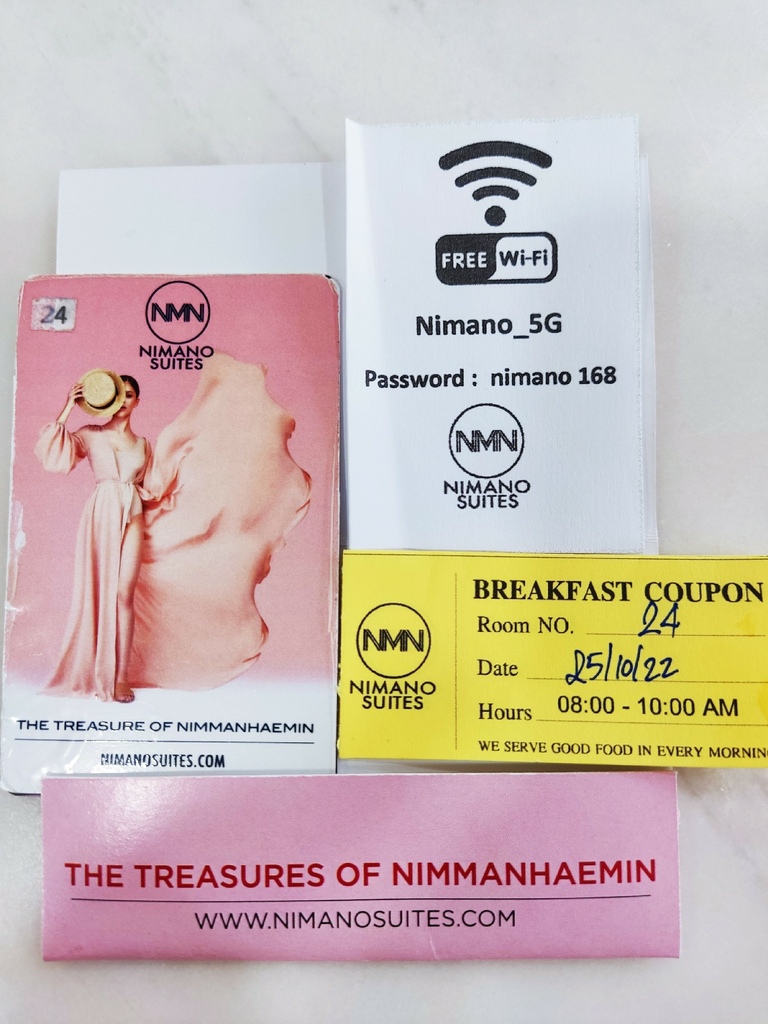 FREE Wi-Fi
Nimano_5G
Password : nimano 168
NMN
NIMANO
SUITES
24
NMN
NIMANO
SUITES
THE TREASURE OF NIMMANHAEMIN
NIMANOSUITES.COM
NMN
NIMANO
SUITES
BREAKFAST COUPON
Room NO. 24
Date 25/10/22
Hours 08:00 - 10:00 AM
WE SERVE GOOD FOOD IN EVERY MORNIN
THE TREASURES OF NIMMANHAEMIN
WWW.NIMANOSUITES.COM